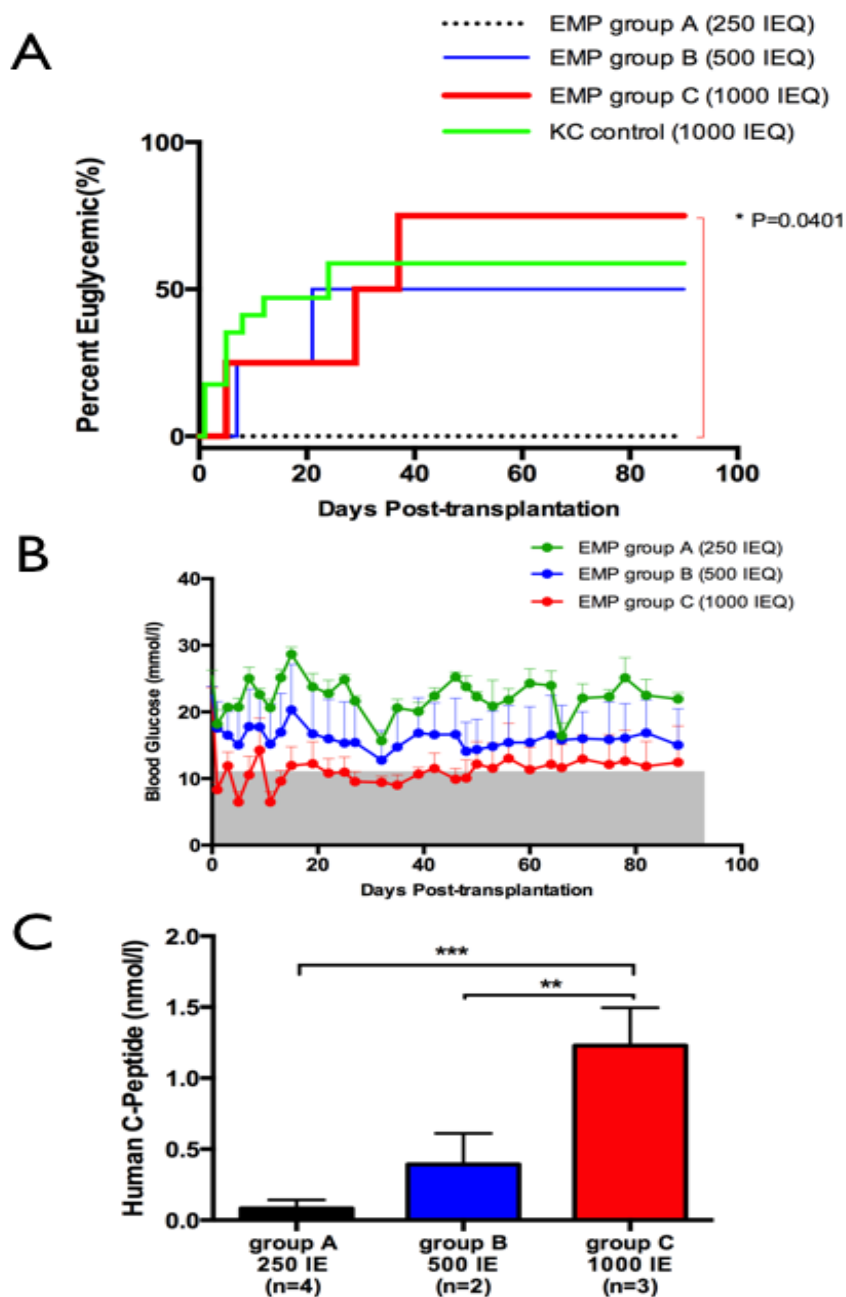 A
EMP group A (250 IEQ)
EMP group B (500 IEQ)
EMP group C (1000 IEQ)
KC control (1000 IEQ)
Percent Euglycemic(%)
100
50
0
* P=0.0401
0 20 40 60 80 100
Days Post-transplantation
B
EMP group A (250 IEQ)
EMP group B (500 IEQ)
EMP group C (1000 IEQ)
Blood Glucose (mmol/l)
40
30
20
10
0
0 20 40 60 80 100
Days Post-transplantation
C
Human C-Peptide (nmol/l)
2.0
1.5
1.0
0.5
0.0
***
**
group A group B group C
250 IE 500 IE 1000 IE
(n=4) (n=2) (n=3)